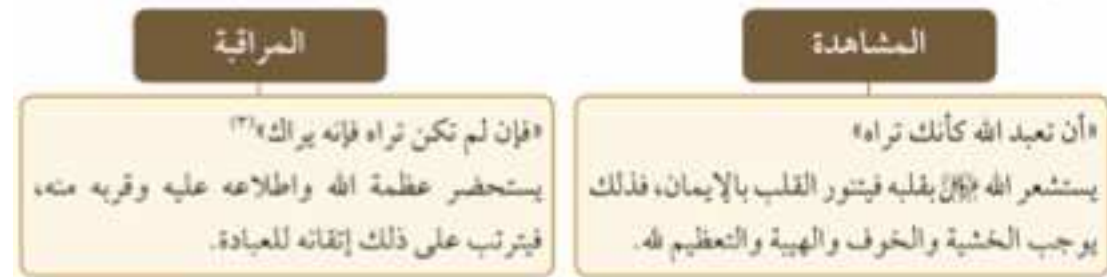 المشاهدة
«أن تعبد الله كأنك تراه»
يستشعر الله ﷻ بقلبه فيتنور القلب بالإيمان، فذلك
يوجب الخشية والخوف والهيبة والتعظيم لله.
المراقبة
«فإن لم تكن تراه فإنه يراك»(٣)
يستحضر عظمة الله واطلاعه عليه وقربه منه،
فيترتب على ذلك إتقانه للعبادة.